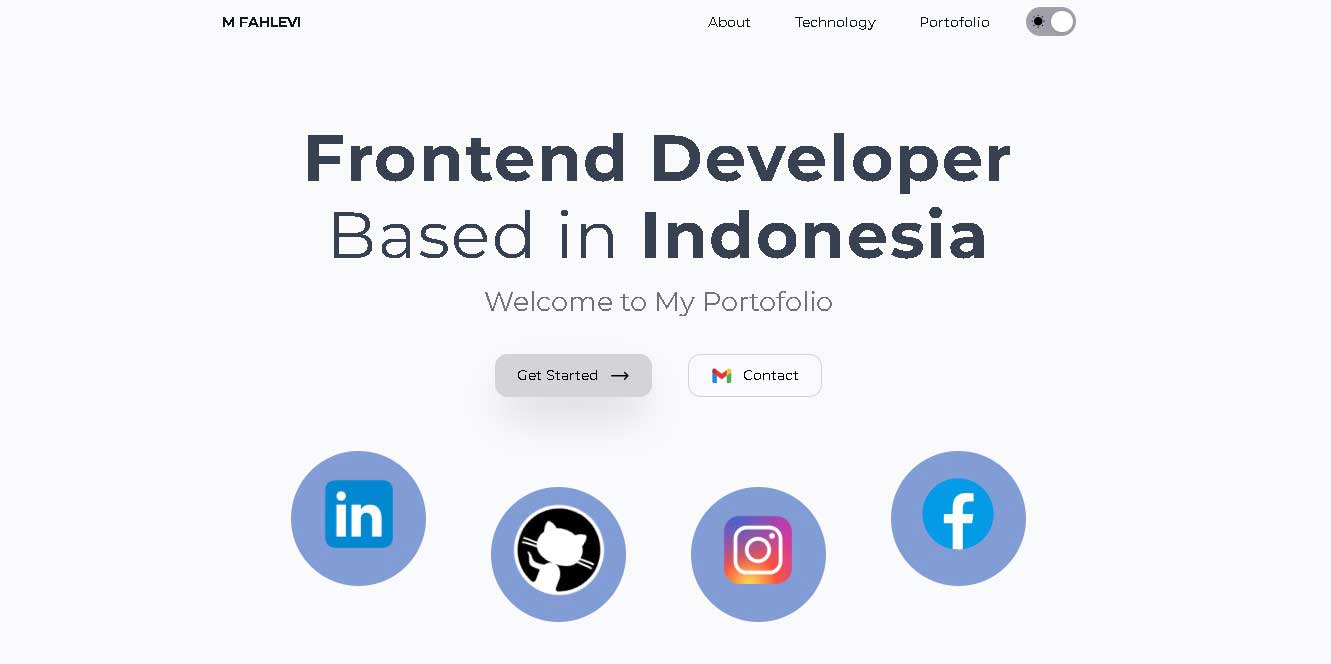 M FAHLEVI
About
Technology
Portofolio
Frontend Developer
Based in Indonesia
Welcome to My Portofolio
Get Started
Contact
in
f